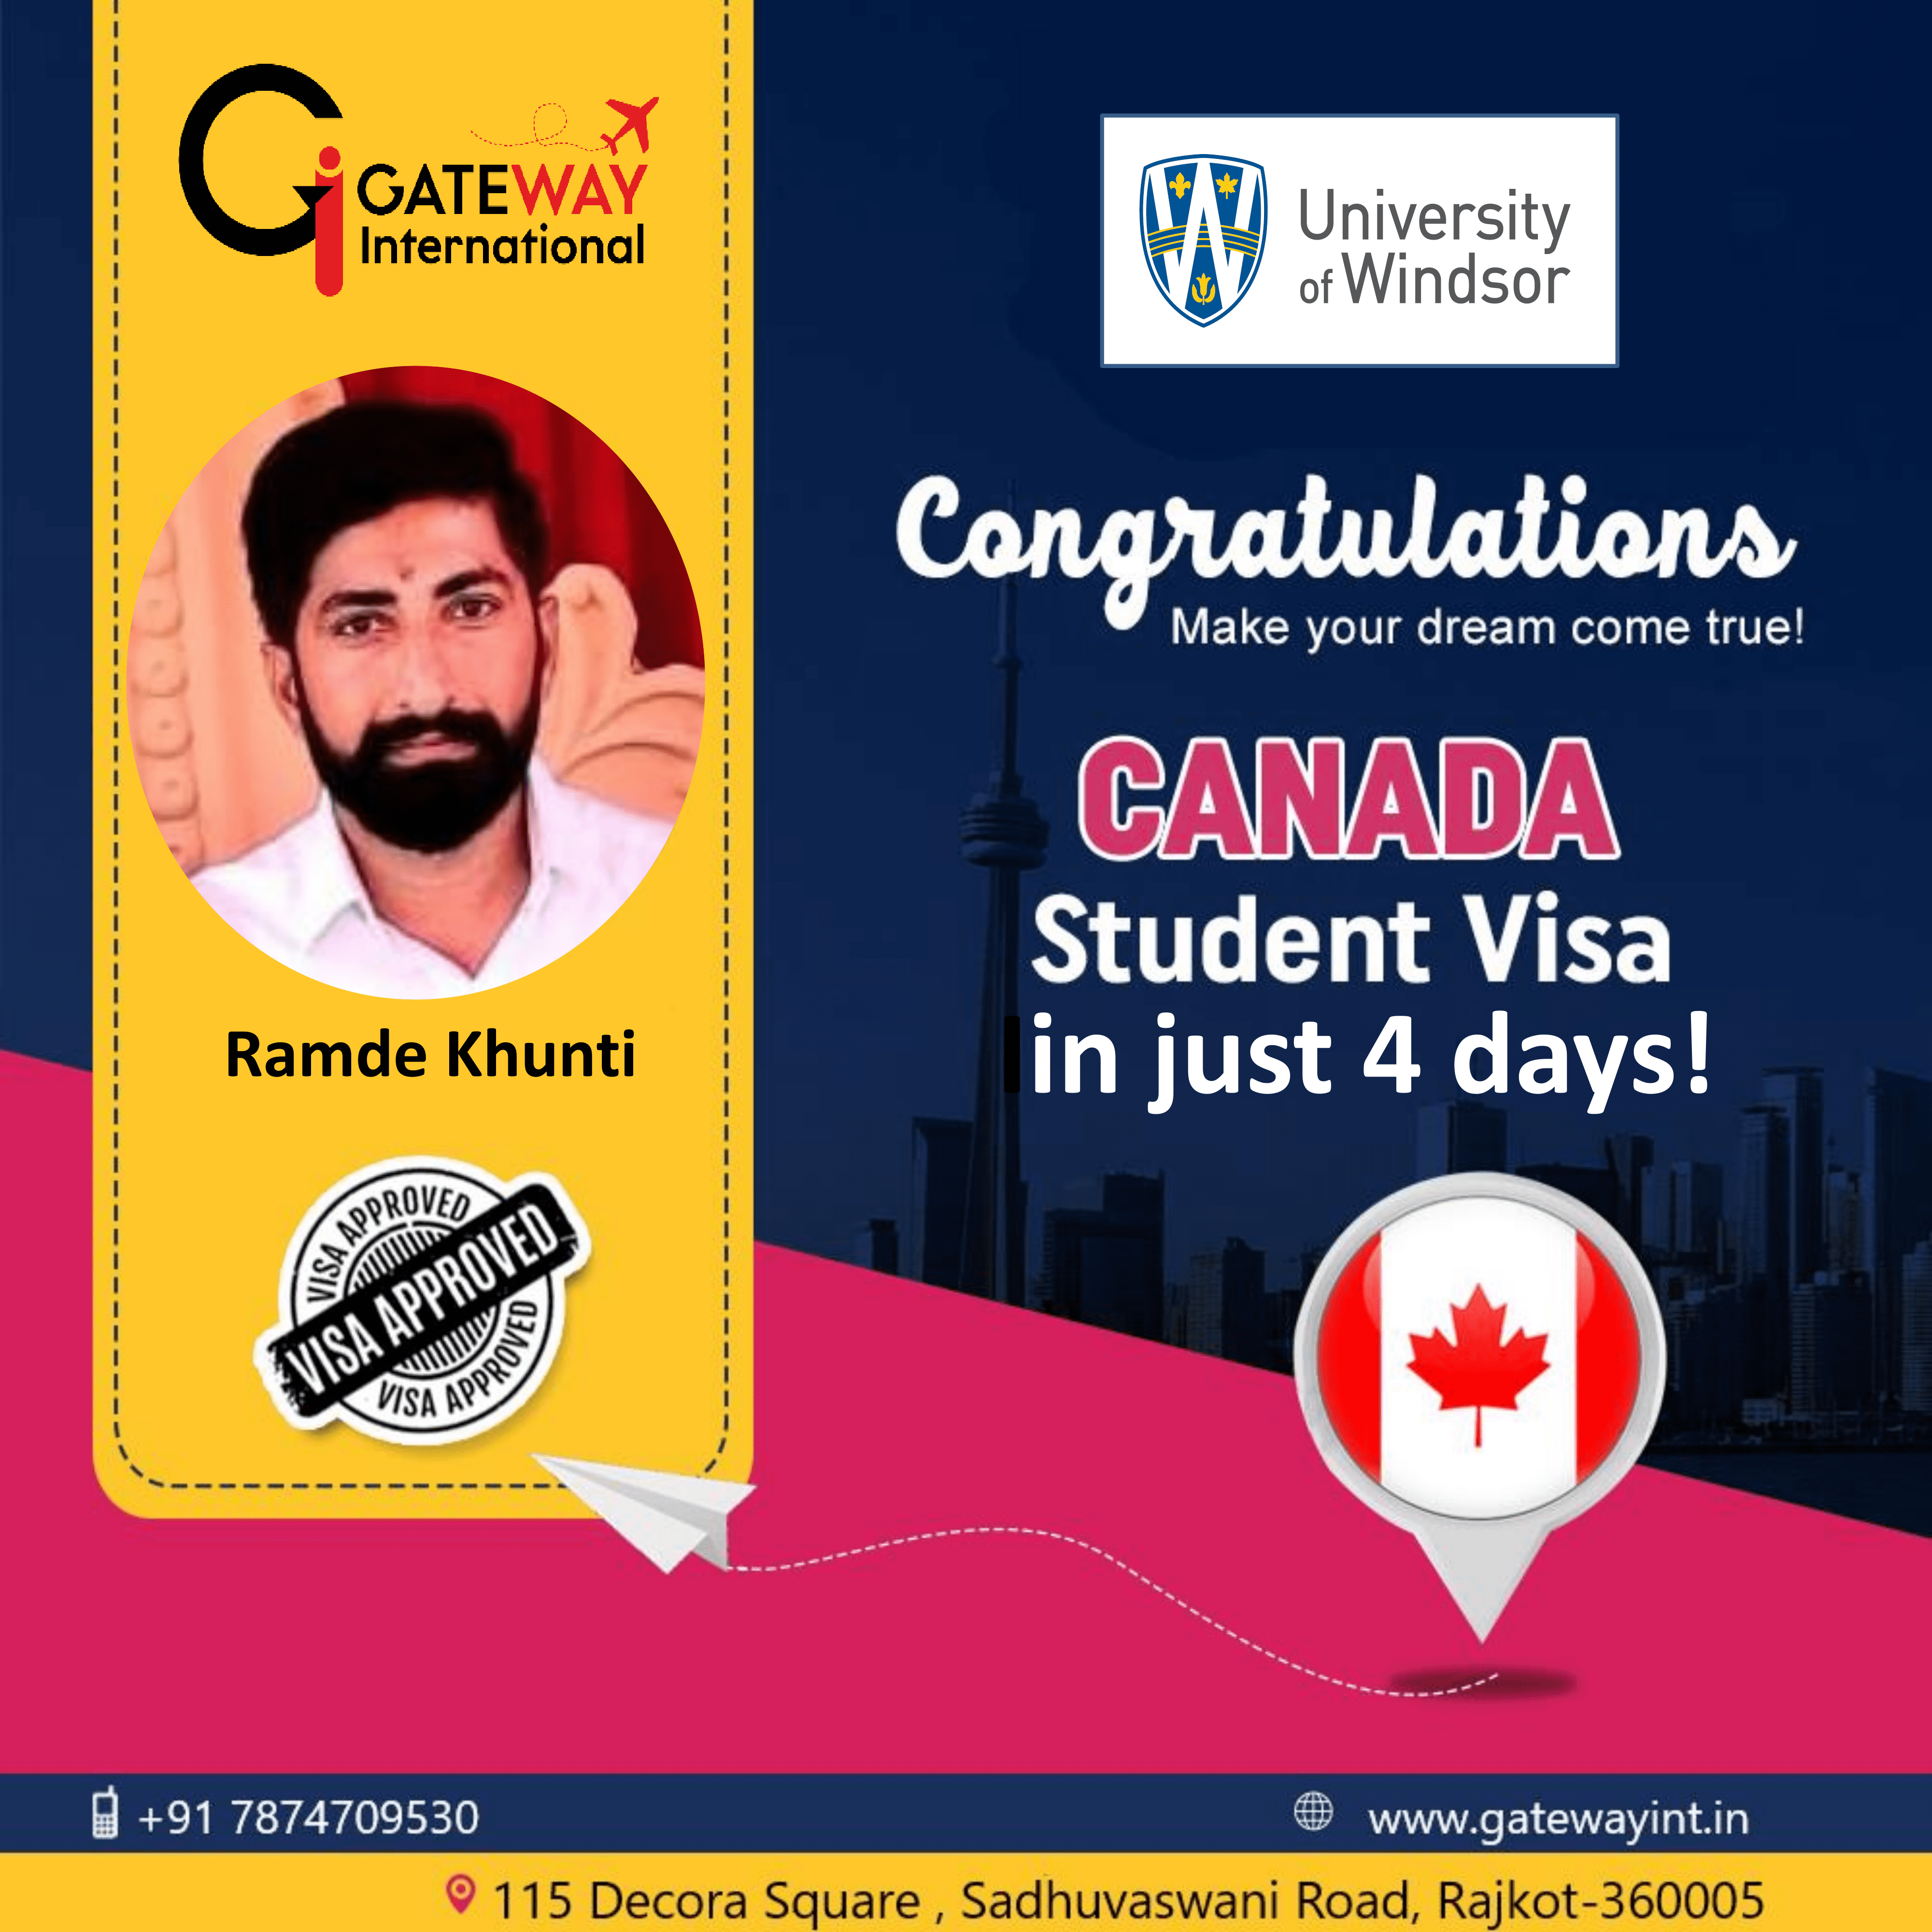 GATEWAY
International
University
of Windsor
Congratulations
Make your dream come true!
CANADA
Student Visa
in just 4 days!
Ramde Khunti
VISA APPROVED
VISA APPROVED
VISA APPROVED
+91 7874709530
www.gatewayint.in
115 Decora Square , Sadhuvaswani Road, Rajkot-360005